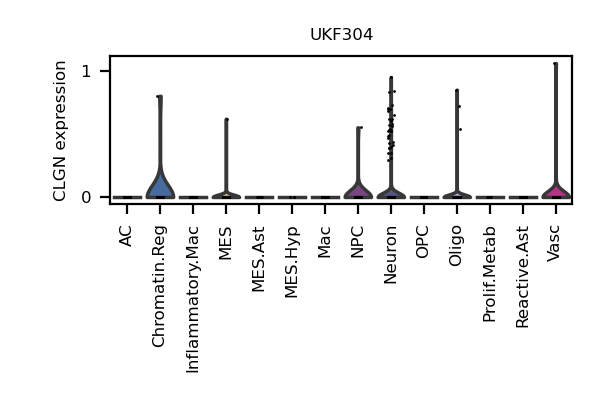 UKF304
CLGN expression
1
0
AC
Chromatin.Reg
Inflammatory.Mac
MES
MES.Ast
MES.Hyp
Mac
NPC
Neuron
OPC
Oligo
Prolif.Metab
Reactive.Ast
Vasc